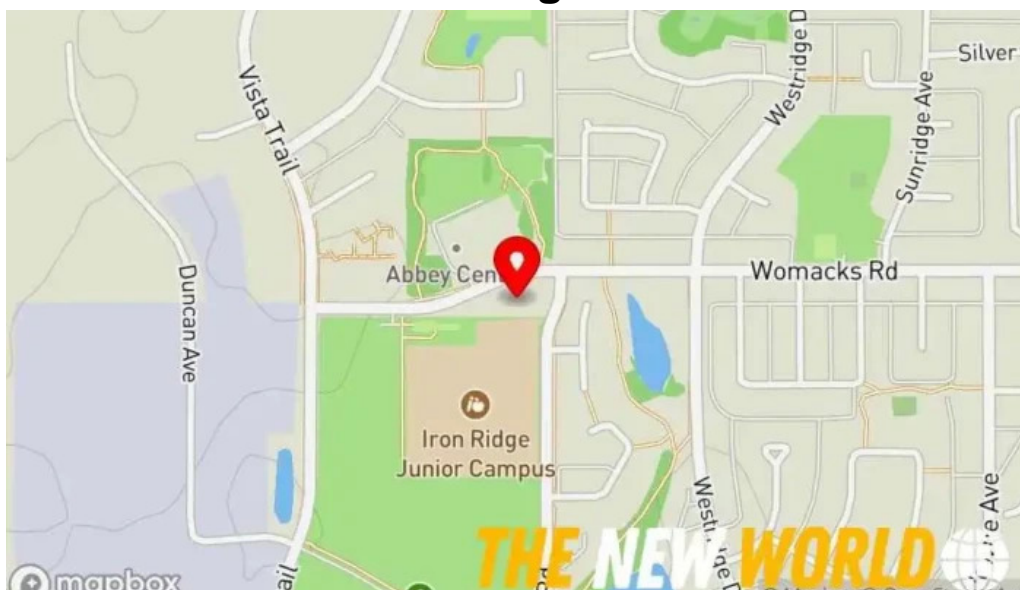 Silver
Westridge D
Vista Trail
Sunridge Ave
Abbey Cen
Womacks Rd
Duncan Ave
Iron Ridge
Junior Campus
THE NEW WORLD
mapbox